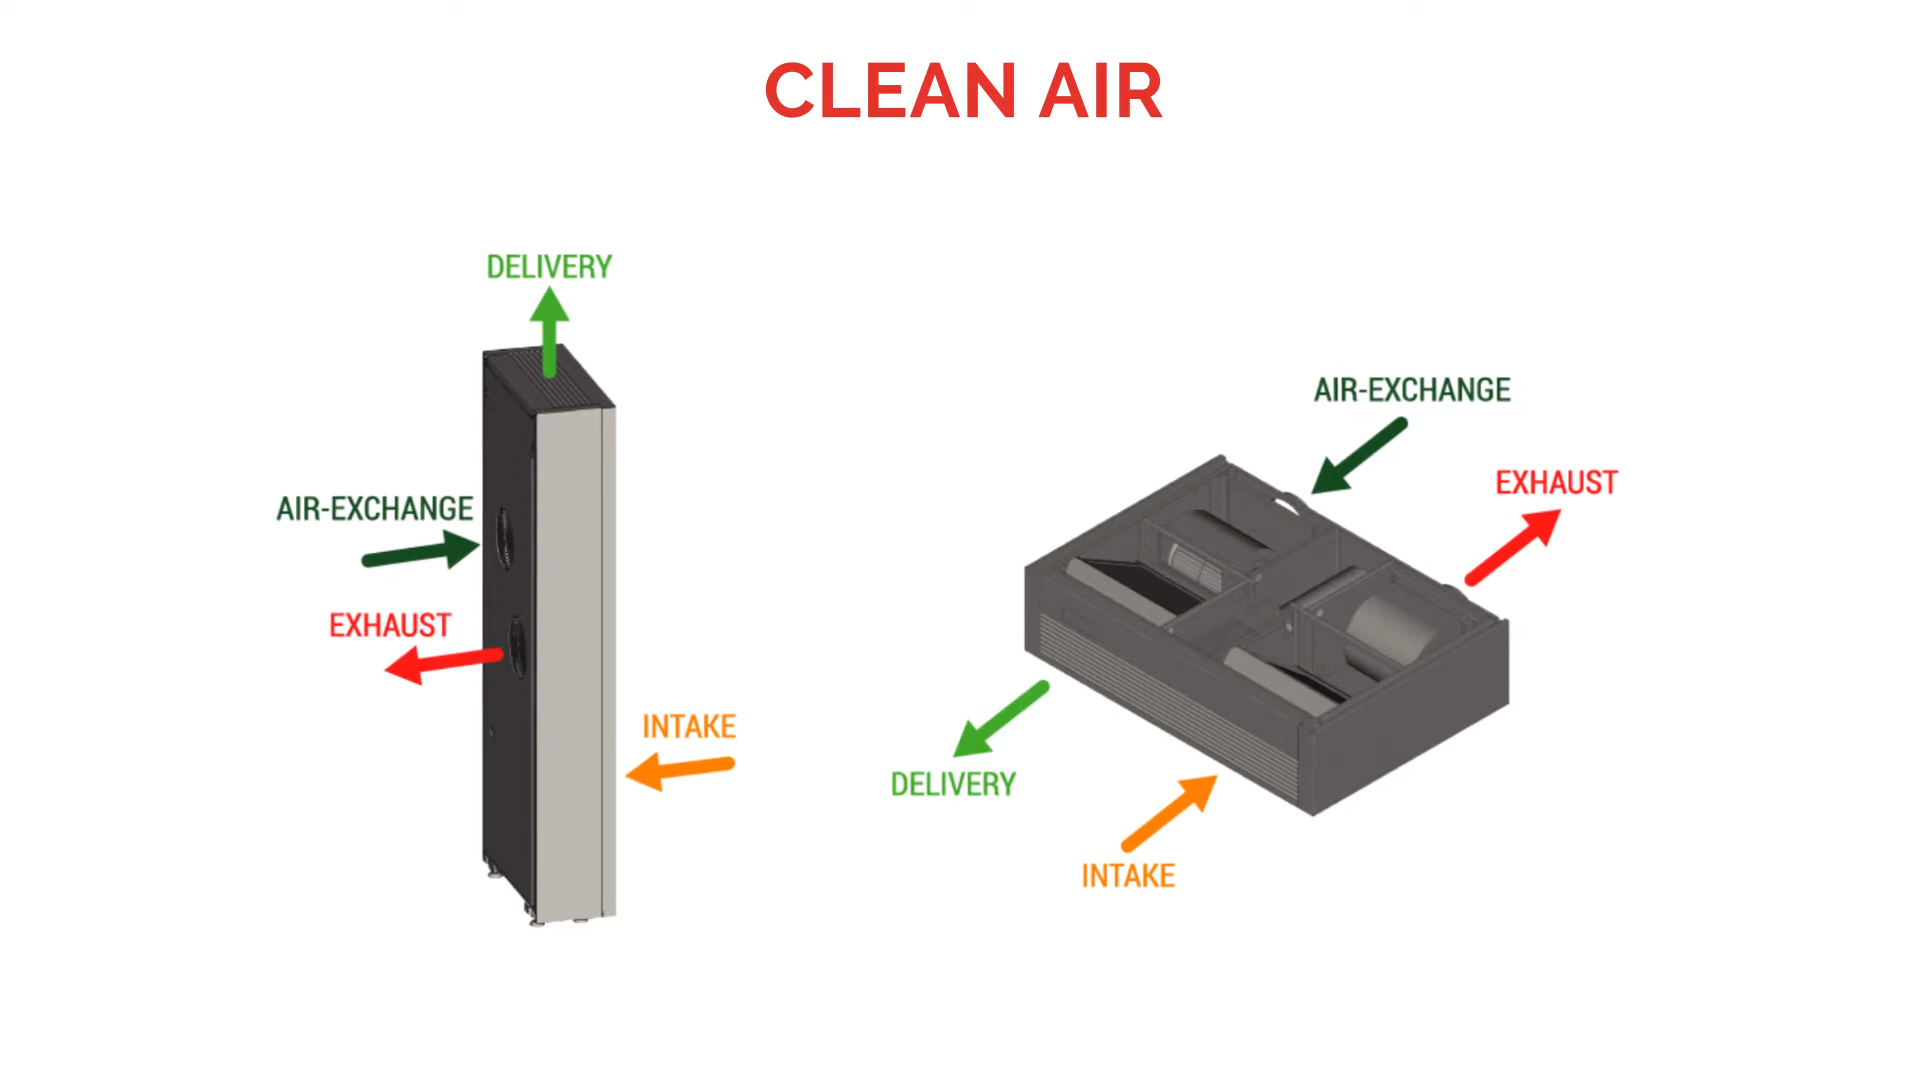 CLEAN AIR
DELIVERY
AIR-EXCHANGE
EXHAUST
INTAKE
AIR-EXCHANGE
EXHAUST
DELIVERY
INTAKE